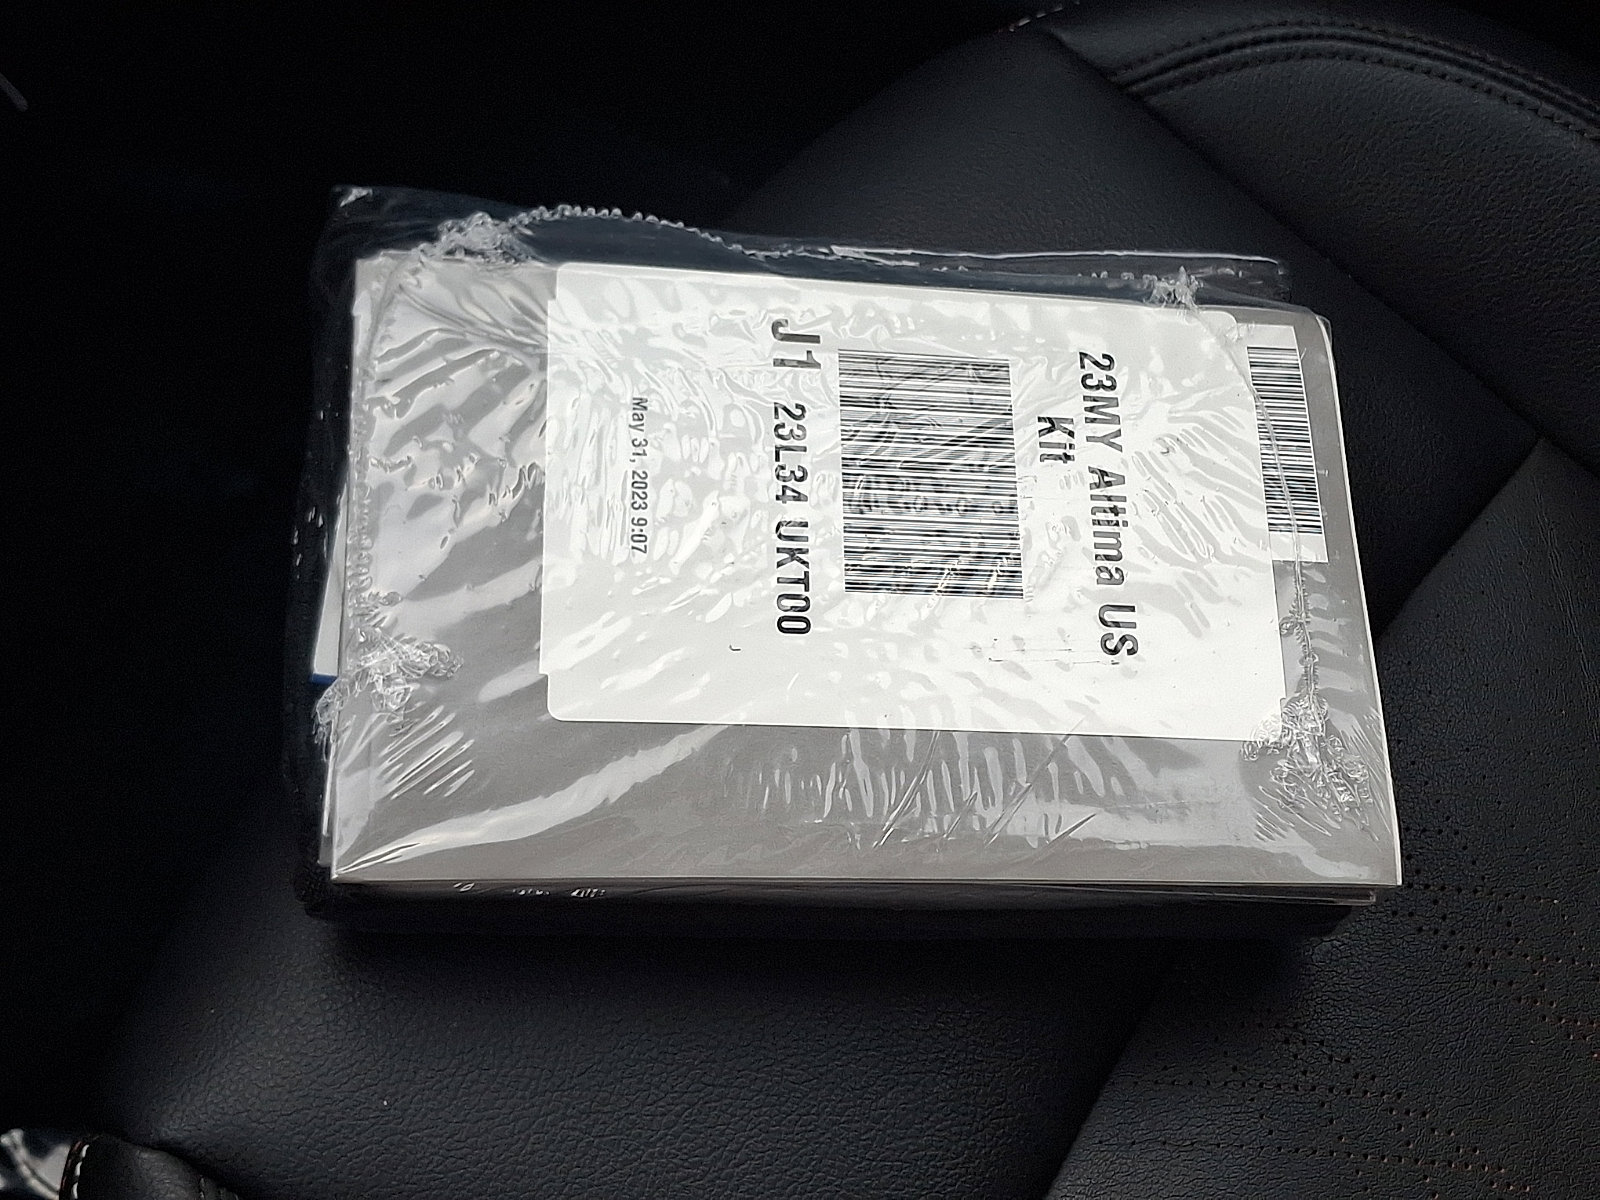 23MY Altima US
Kit
J1 23L34 UKT00
May 31, 2023 9:07